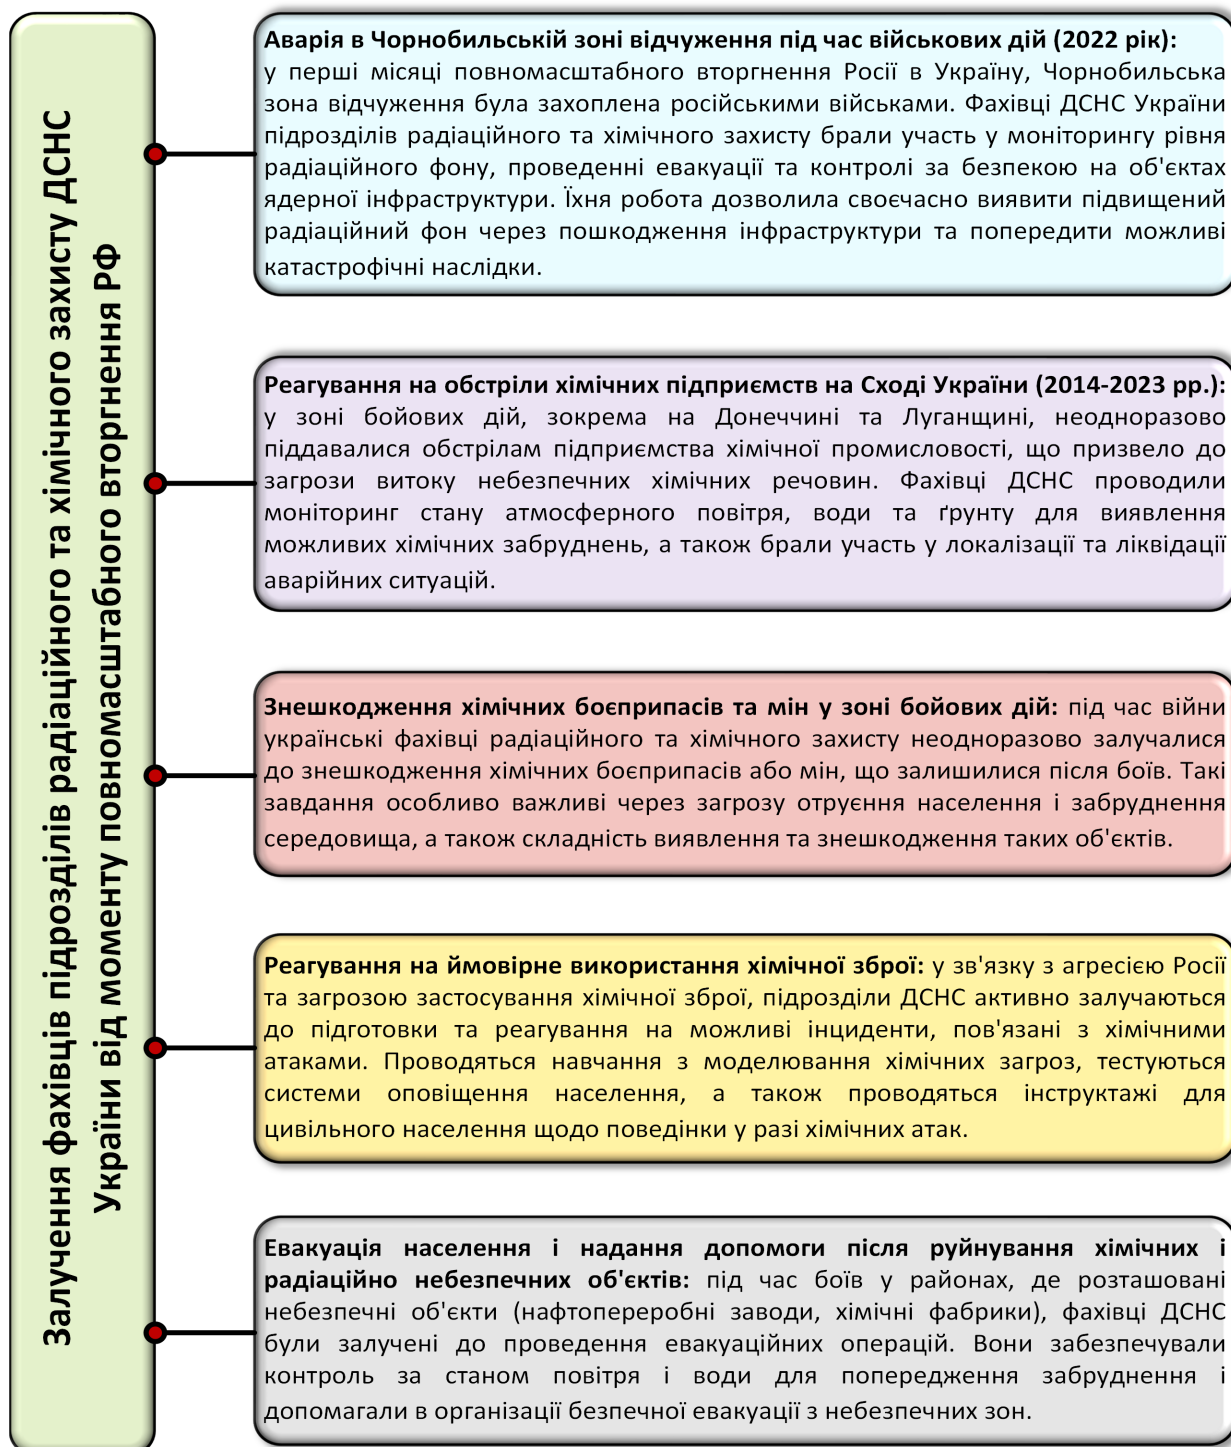 Залучення фахівців підрозділів радіаційного та хімічного захисту ДСНС
України від моменту повномасштабного вторгнення РФ
Аварія в Чорнобильській зоні відчуження під час військових дій (2022 рік):
у перші місяці повномасштабного вторгнення Росії в Україну, Чорнобильська
зона відчуження була захоплена російськими військами. Фахівці ДСНС України
підрозділів радіаційного та хімічного захисту брали участь у моніторингу рівня
радіаційного фону, проведенні евакуації та контролі за безпекою на об'єктах
ядерної інфраструктури. Їхня робота дозволила своєчасно виявити підвищений
радіаційний фон через пошкодження інфраструктури та попередити можливі
катастрофічні наслідки.
Реагування на обстріли хімічних підприємств на Сході України (2014-2023 рр.):
у зоні бойових дій, зокрема на Донеччині та Луганщині, неодноразово
піддавалися обстрілам підприємства хімічної промисловості, що призвело до
загрози витоку небезпечних хімічних речовин. Фахівці ДСНС проводили
моніторинг стану атмосферного повітря, води та ґрунту для виявлення
можливих хімічних забруднень, а також брали участь у локалізації та ліквідації
аварійних ситуацій.
Знешкодження хімічних боєприпасів та мін у зоні бойових дій: під час війни
українські фахівці радіаційного та хімічного захисту неодноразово залучалися
до знешкодження хімічних боєприпасів або мін, що залишилися після боїв. Такі
завдання особливо важливі через загрозу отруєння населення і забруднення
середовища, а також складність виявлення та знешкодження таких об'єктів.
Реагування на ймовірне використання хімічної зброї: у зв'язку з агресією Росії
та загрозою застосування хімічної зброї, підрозділи ДСНС активно залучаються
до підготовки та реагування на можливі інциденти, пов'язані з хімічними
атаками. Проводяться навчання з моделювання хімічних загроз, тестуються
системи оповіщення населення, а також проводяться інструктажі для
цивільного населення щодо поведінки у разі хімічних атак.
Евакуація населення і надання допомоги після руйнування хімічних і
радіаційно небезпечних об'єктів: під час боїв у районах, де розташовані
небезпечні об'єкти (нафтопереробні заводи, хімічні фабрики), фахівці ДСНС
були залучені до проведення евакуаційних операцій. Вони забезпечували
контроль за станом повітря і води для попередження забруднення і
допомагали в організації безпечної евакуації з небезпечних зон.